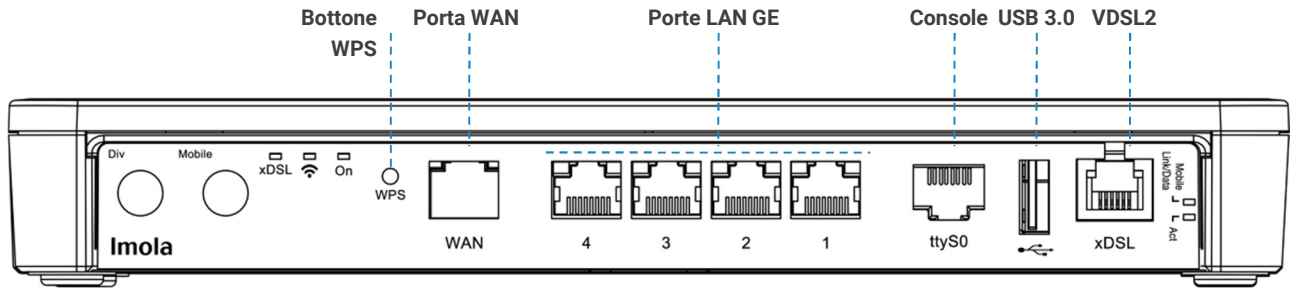 Bottone WPS
Porta WAN
Porte LAN GE
Console
USB 3.0
VDSL2
Div
Mobile
xDSL
On
WPS
WAN
4
3
2
1
ttyS0
xDSL
Mobile
Link/Data
Act
Imola